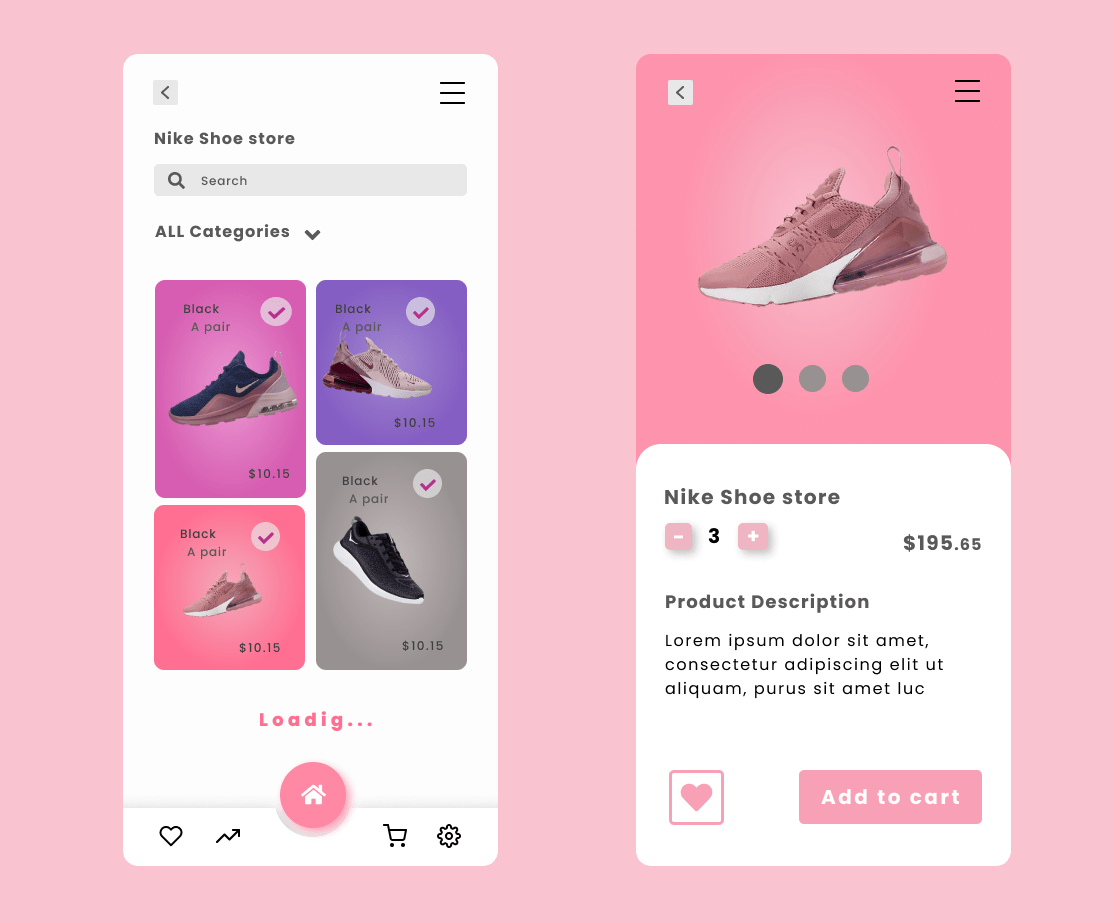 Nike Shoe store
Search
ALL Categories
Black
A pair
$10.15
Black
A pair
$10.15
Black
A pair
$10.15
Black
A pair
$10.15
Loadig...
Nike Shoe store
- 3 +
$195.65
Product Description
Lorem ipsum dolor sit amet,
consectetur adipiscing elit ut
aliquam, purus sit amet luc
Add to cart